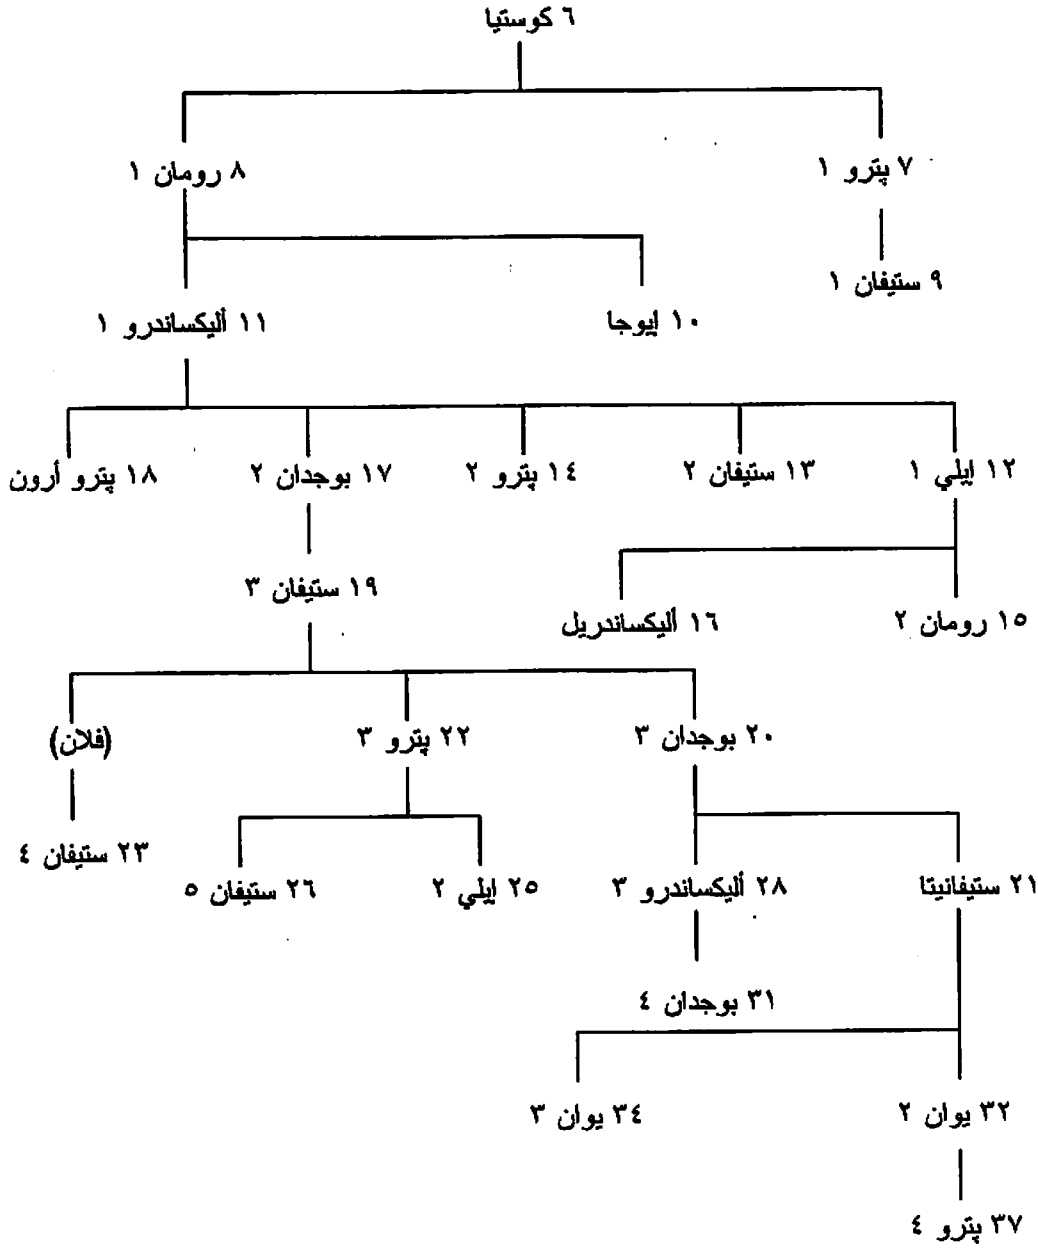 ٦ كوستيا
٧ پترو ١
٨ رومان ١
٩ ستيفان ١
١٠ إيوجا
١١ أليكساندرو ١
١٢ إيلي ١
١٣ ستيفان ٢
١٤ پترو ٢
١٧ بوجدان ٢
١٨ پترو أرون
١٩ ستيفان ٣
١٥ رومان ٢
١٦ أليكساندريل
٢٠ بوجدان ٣
٢٢ پترو ٣
(فلان)
٢٣ ستيفان ٤
٢١ ستيفانيتا
٢٨ أليكساندرو ٣
٢٥ إيلي ٢
٢٦ ستيفان ٥
٣١ بوجدان ٤
٣٢ يوان ٢
٣٤ يوان ٣
٣٧ پترو ٤